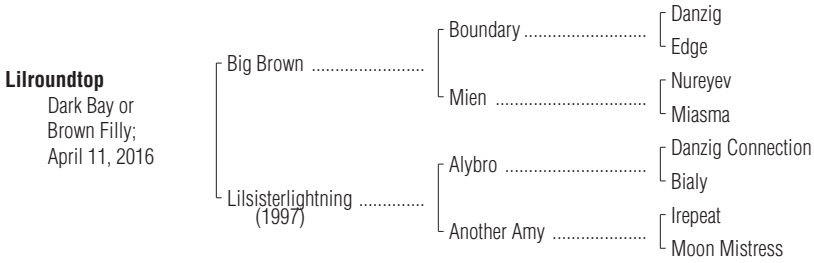 Lilroundtop
Dark Bay or
Brown Filly;
April 11, 2016
Big Brown ........................
Lilsisterlightning ..............
(1997)
Boundary ..........................
Mien ................................
Alybro ..............................
Another Amy ....................
Danzig
Edge
Nureyev
Miasma
Danzig Connection
Bialy
Irepeat
Moon Mistress